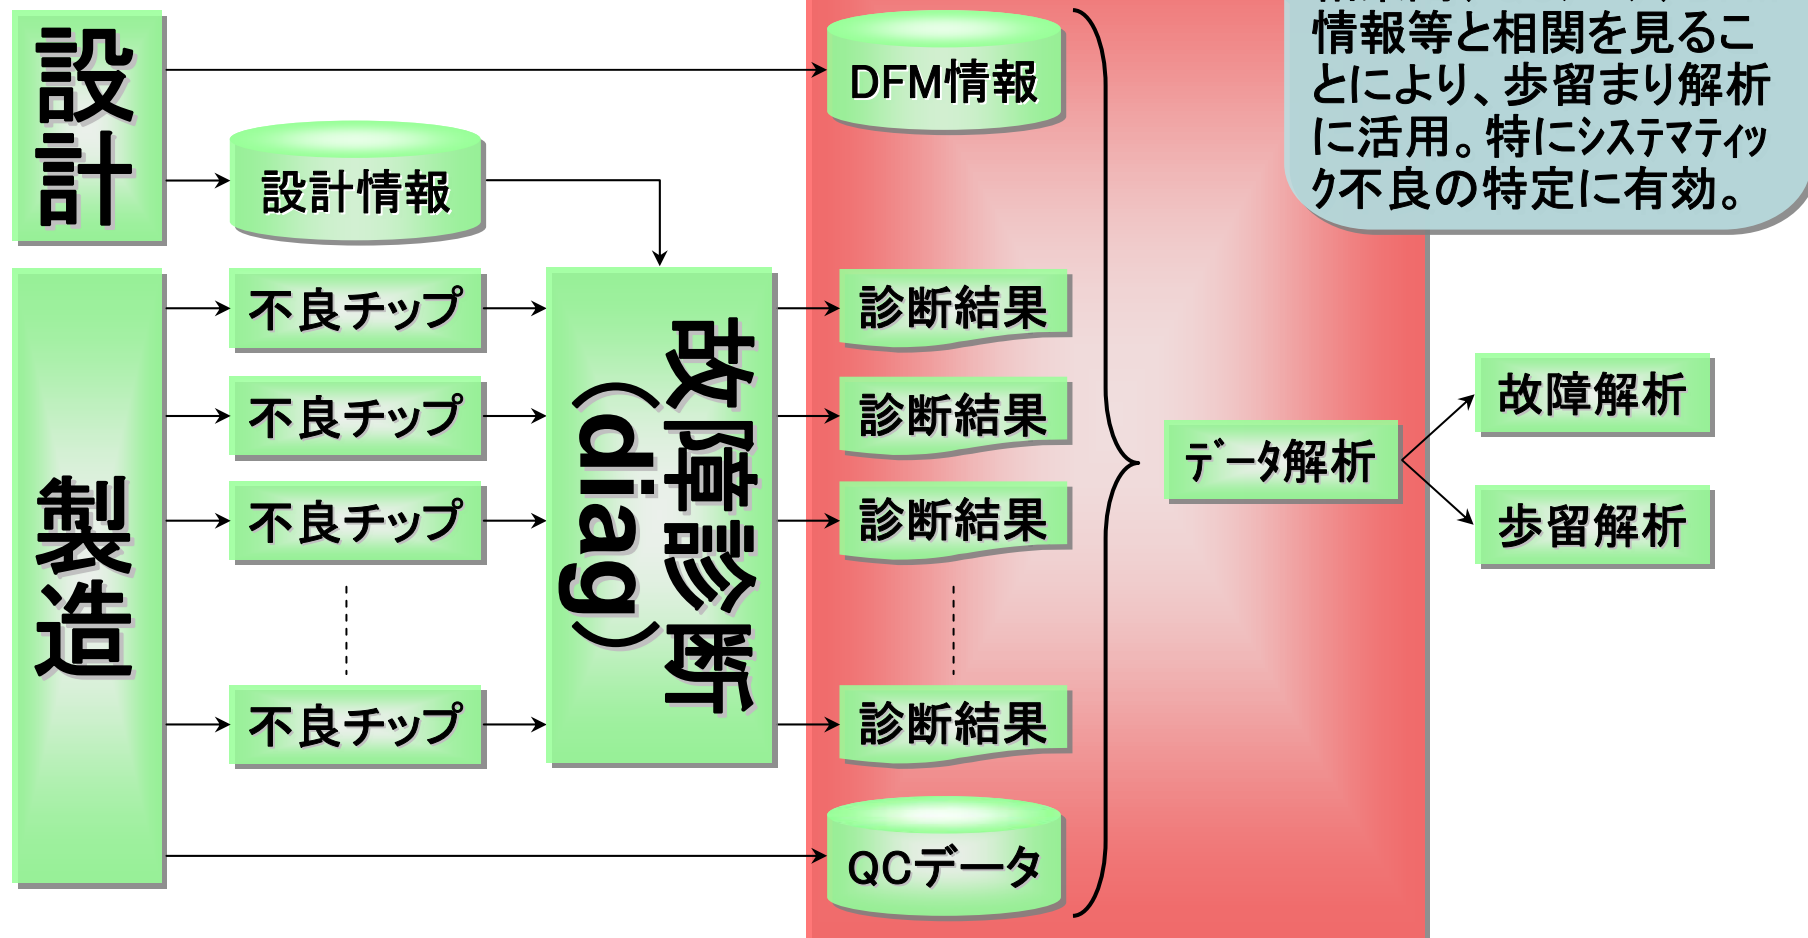 設計
DFM情報
情報等と相関を見るこ
とにより、歩留まり解析
に活用。特にシステマティッ
ク不良の特定に有効。
設計情報
製造
不良チップ
不良チップ
不良チップ
不良チップ
故障診断
(diag)
診断結果
診断結果
診断結果
診断結果
QCデータ
データ解析
故障解析
歩留解析